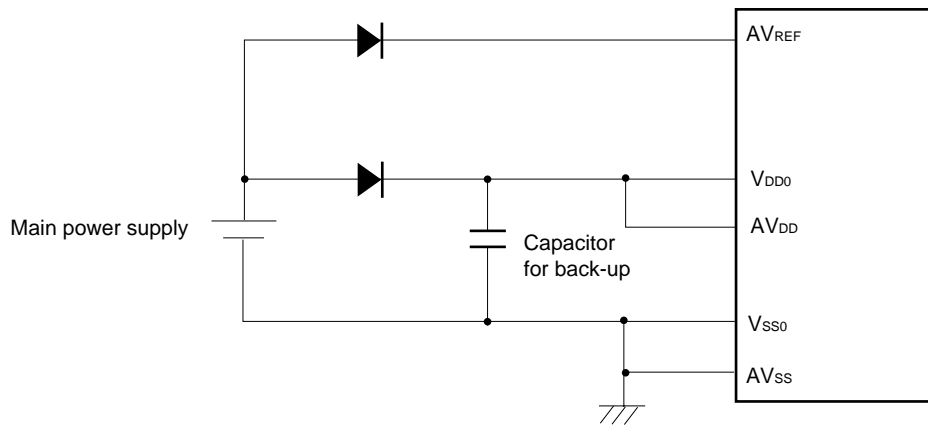 AVREF
VDD0
AVDD
Main power supply
Capacitor
for back-up
VSS0
AVSS